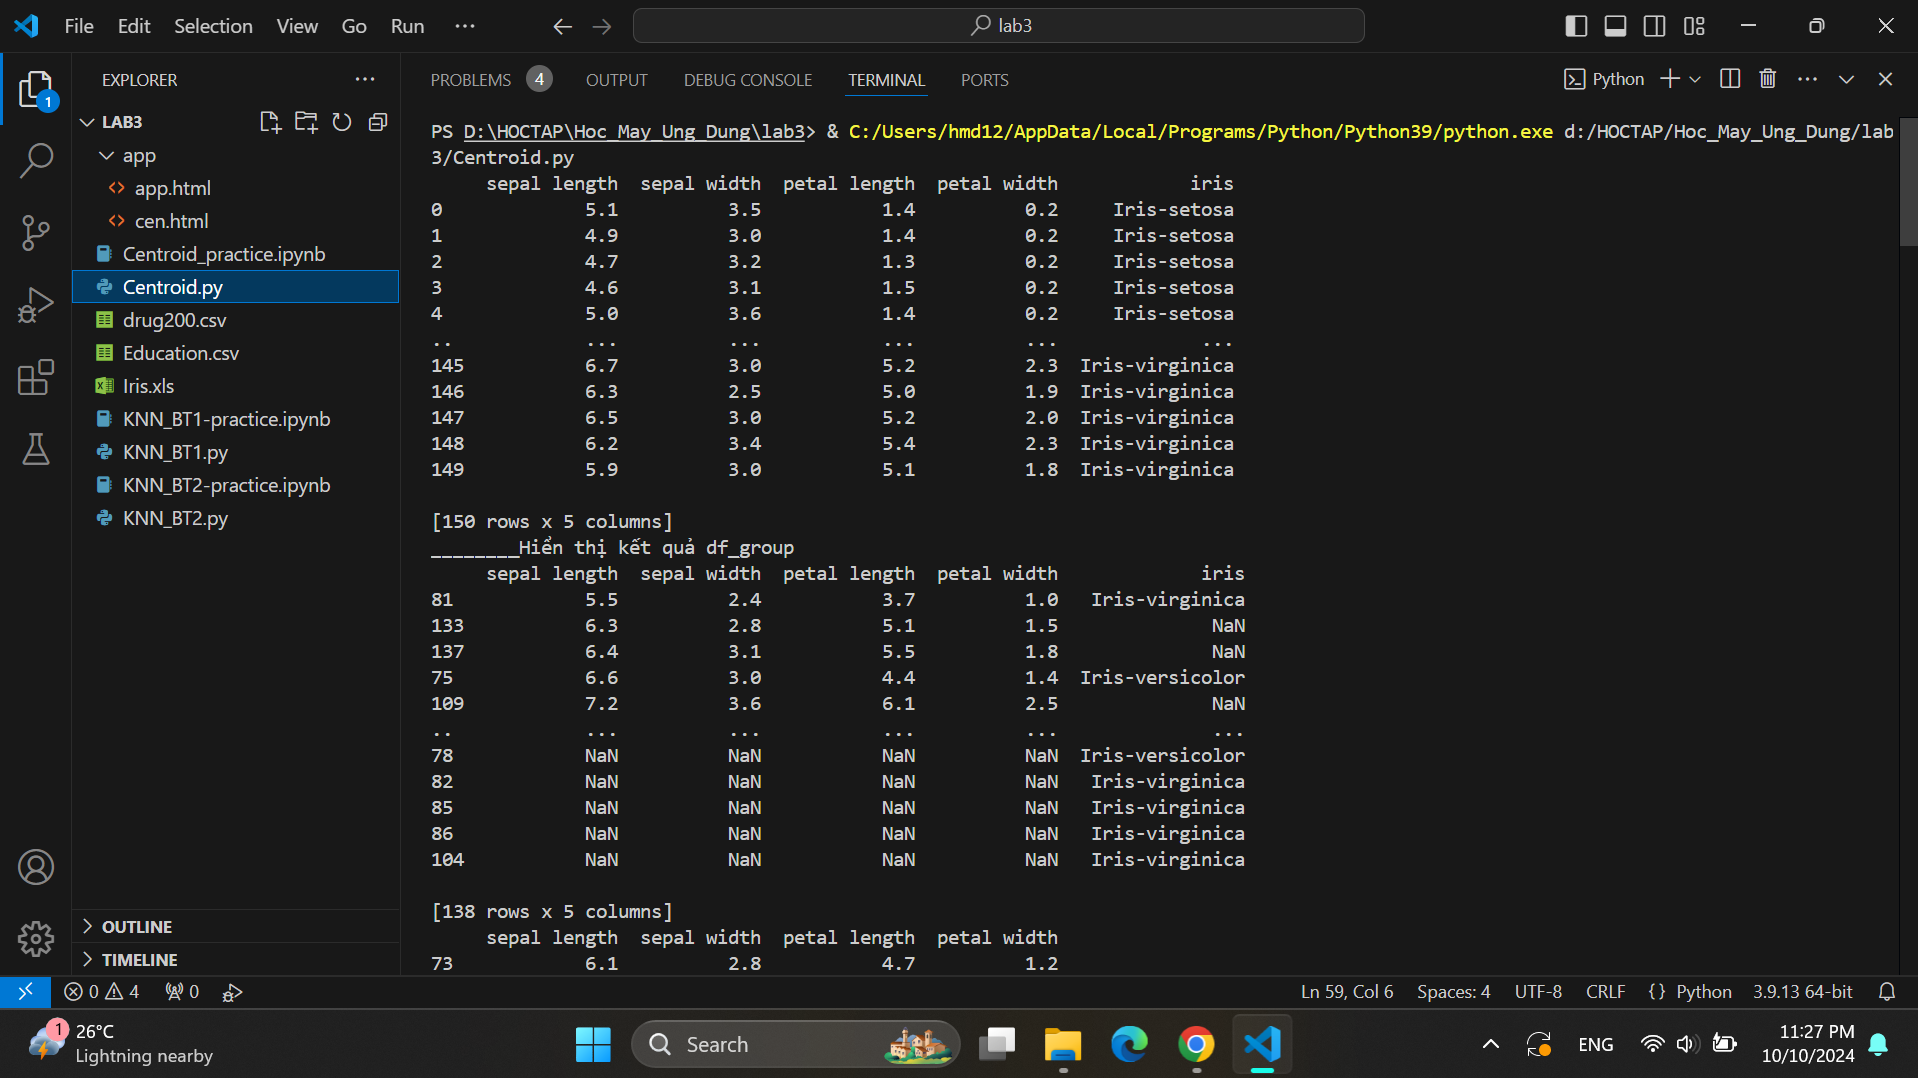 File Edit Selection View Go Run ··· lab3
EXPLORER ···
1
LAB3
app
app.html
cen.html
Centroid_practice.ipynb
Centroid.py
drug200.csv
Education.csv
Iris.xls
KNN_BT1-practice.ipynb
KNN_BT1.py
KNN_BT2-practice.ipynb
KNN_BT2.py
OUTLINE
TIMELINE
PROBLEMS 4 OUTPUT DEBUG CONSOLE TERMINAL PORTS Python ···
PS D:\HOCTAP\Hoc_May_Ung_Dung\lab3> & C:/Users/hmd12/AppData/Local/Programs/Python/Python39/python.exe d:/HOCTAP/Hoc_May_Ung_Dung/lab
3/Centroid.py
sepal length sepal width petal length petal width iris
0 5.1 3.5 1.4 0.2 Iris-setosa
1 4.9 3.0 1.4 0.2 Iris-setosa
2 4.7 3.2 1.3 0.2 Iris-setosa
3 4.6 3.1 1.5 0.2 Iris-setosa
4 5.0 3.6 1.4 0.2 Iris-setosa
.. ... ... ... ... ...
145 6.7 3.0 5.2 2.3 Iris-virginica
146 6.3 2.5 5.0 1.9 Iris-virginica
147 6.5 3.0 5.2 2.0 Iris-virginica
148 6.2 3.4 5.4 2.3 Iris-virginica
149 5.9 3.0 5.1 1.8 Iris-virginica
[150 rows x 5 columns]
________Hiển thị kết quả df_group
sepal length sepal width petal length petal width iris
81 5.5 2.4 3.7 1.0 Iris-virginica
133 6.3 2.8 5.1 1.5 NaN
137 6.4 3.1 5.5 1.8 NaN
75 6.6 3.0 4.4 1.4 Iris-versicolor
109 7.2 3.6 6.1 2.5 NaN
.. ... ... ... ... ...
78 NaN NaN NaN NaN Iris-versicolor
82 NaN NaN NaN NaN Iris-virginica
85 NaN NaN NaN NaN Iris-virginica
86 NaN NaN NaN NaN Iris-virginica
104 NaN NaN NaN NaN Iris-virginica
[138 rows x 5 columns]
sepal length sepal width petal length petal width
73 6.1 2.8 4.7 1.2
0 4 0 Ln 59, Col 6 Spaces: 4 UTF-8 CRLF {} Python 3.9.13 64-bit
1 26°C
Lightning nearby
Search
ENG
11:27 PM
10/10/2024